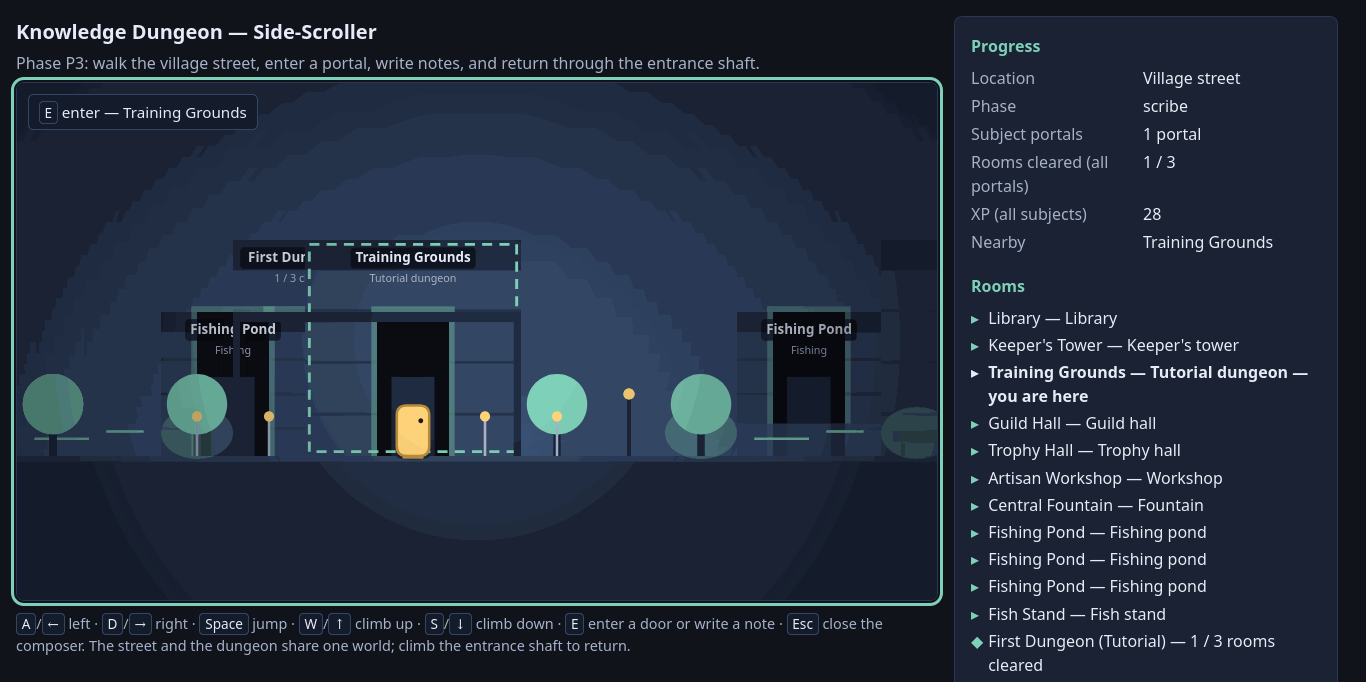 Knowledge Dungeon — Side-Scroller
Phase P3: walk the village street, enter a portal, write notes, and return through the entrance shaft.
E enter — Training Grounds
First Dun
1 / 3 c
Training Grounds
Tutorial dungeon
Fishing Pond
Fishing
Fishing Pond
Fishing
A/← left · D/→ right · Space jump · W/↑ climb up · S/↓ climb down · E enter a door or write a note · Esc close the
composer. The street and the dungeon share one world; climb the entrance shaft to return.
Progress
Location Village street
Phase scribe
Subject portals 1 portal
Rooms cleared (all 1 / 3
portals)
XP (all subjects) 28
Nearby Training Grounds
Rooms
▸ Library — Library
▸ Keeper's Tower — Keeper's tower
▸ Training Grounds — Tutorial dungeon —
you are here
▸ Guild Hall — Guild hall
▸ Trophy Hall — Trophy hall
▸ Artisan Workshop — Workshop
▸ Central Fountain — Fountain
▸ Fishing Pond — Fishing pond
▸ Fishing Pond — Fishing pond
▸ Fishing Pond — Fishing pond
▸ Fish Stand — Fish stand
◆ First Dungeon (Tutorial) — 1 / 3 rooms
cleared